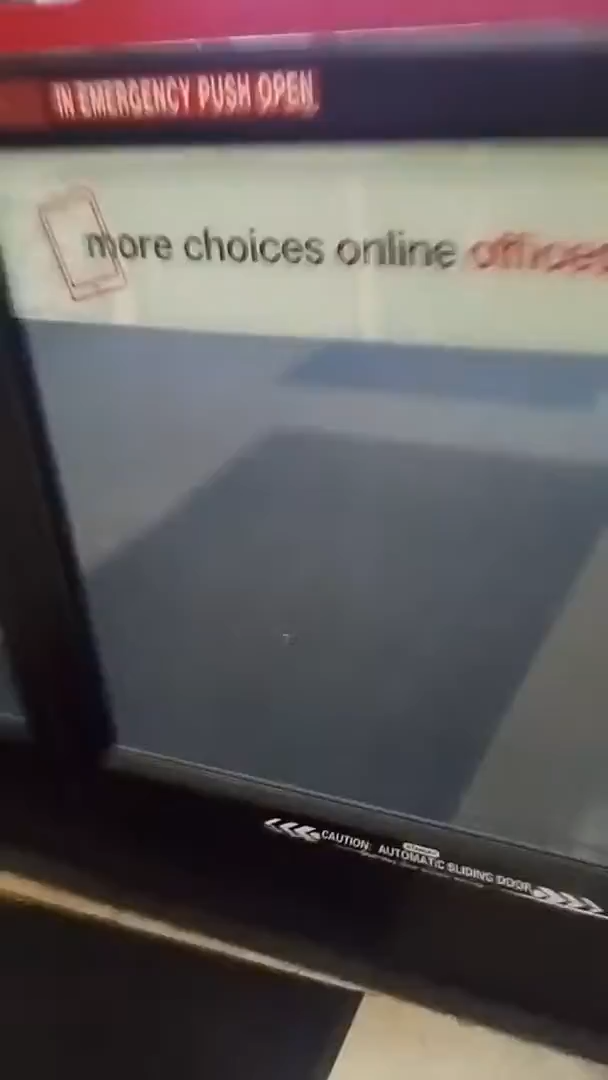 IN EMERGENCY PUSH OPEN
more choices online
CAUTION: AUTOMATIC SLIDING DOOR